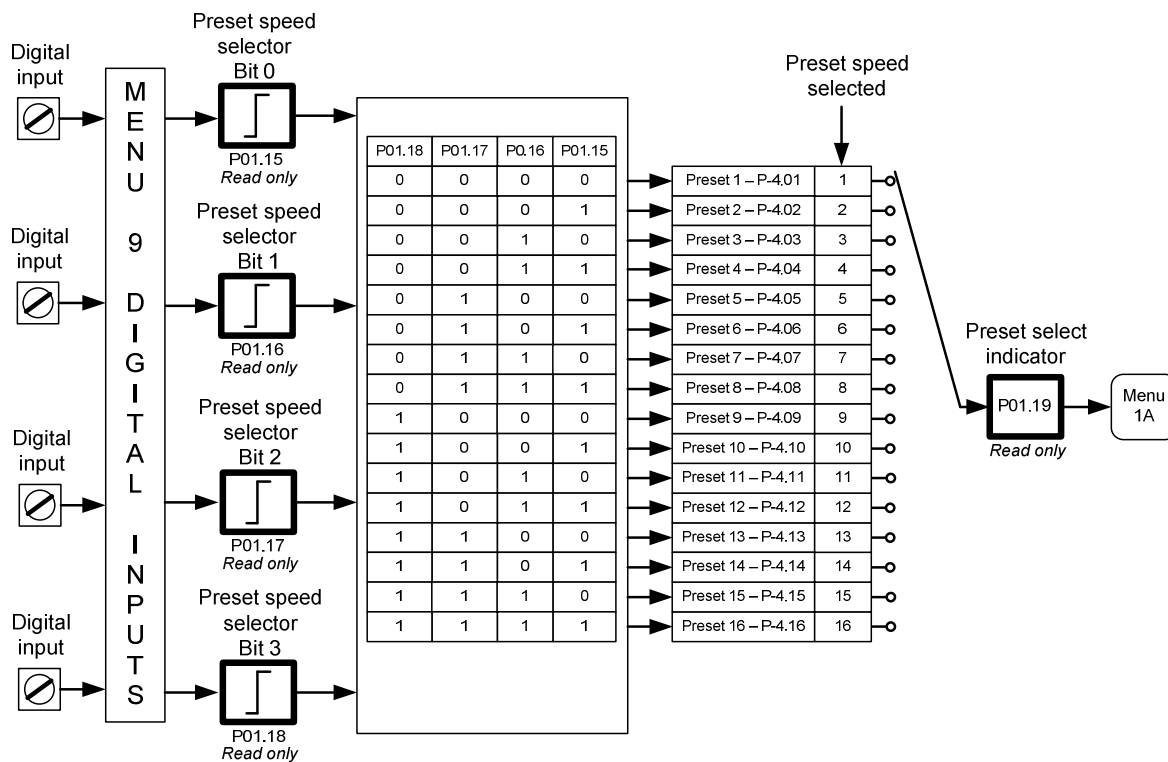 Digital
input
Digital
input
Digital
input
Digital
input
MENU 9 DIGITAL INPUTS
Preset speed
selector
Bit 0
P01.15
Read only
Preset speed
selector
Bit 1
P01.16
Read only
Preset speed
selector
Bit 2
P01.17
Read only
Preset speed
selector
Bit 3
P01.18
Read only
P01.18 P01.17 P0.16 P01.15
0 0 0 0
0 0 0 1
0 0 1 0
0 0 1 1
0 1 0 0
0 1 0 1
0 1 1 0
0 1 1 1
1 0 0 0
1 0 0 1
1 0 1 0
1 0 1 1
1 1 0 0
1 1 0 1
1 1 1 0
1 1 1 1
Preset speed
selected
Preset 1 – P-4.01 1
Preset 2 – P-4.02 2
Preset 3 – P-4.03 3
Preset 4 – P-4.04 4
Preset 5 – P-4.05 5
Preset 6 – P-4.06 6
Preset 7 – P-4.07 7
Preset 8 – P-4.08 8
Preset 9 – P-4.09 9
Preset 10 – P-4.10 10
Preset 11 – P-4.11 11
Preset 12 – P-4.12 12
Preset 13 – P-4.13 13
Preset 14 – P-4.14 14
Preset 15 – P-4.15 15
Preset 16 – P-4.16 16
Preset select
indicator
P01.19
Read only
Menu
1A